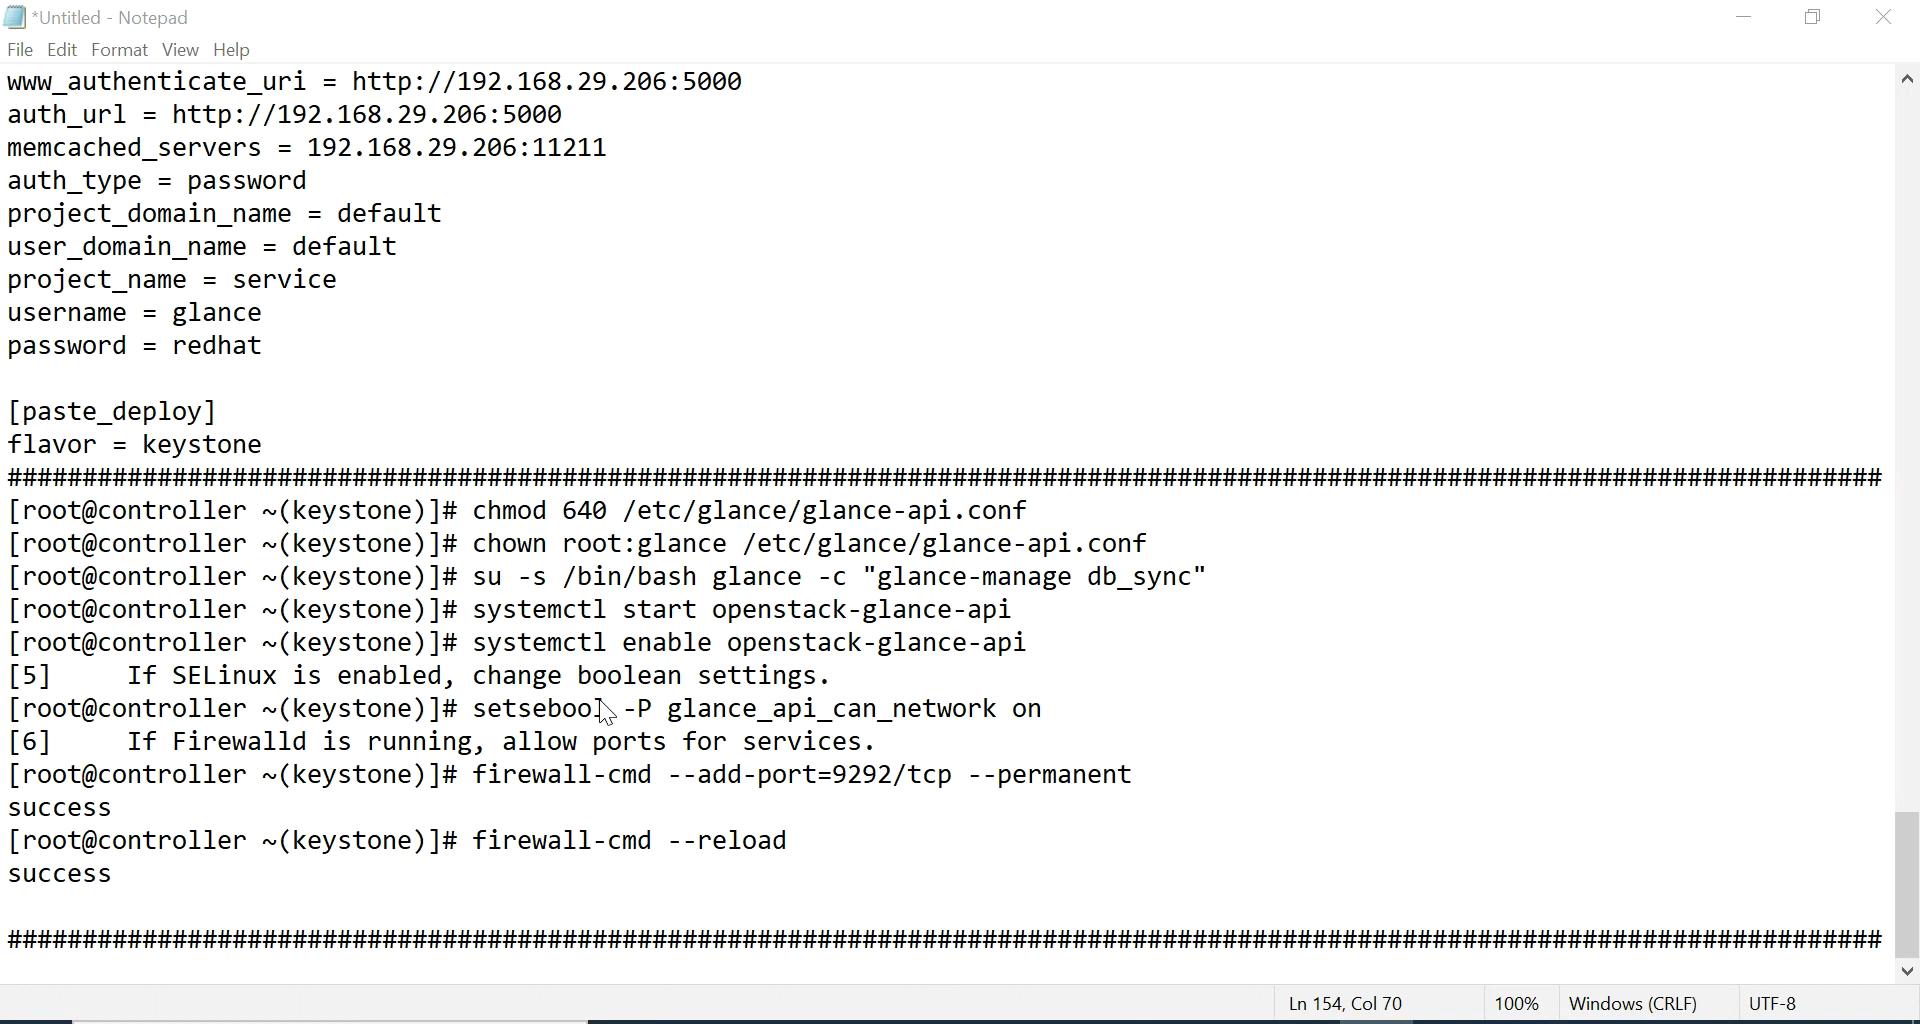 *Untitled - Notepad
File Edit Format View Help
www_authenticate_uri = http://192.168.29.206:5000
auth_url = http://192.168.29.206:5000
memcached_servers = 192.168.29.206:11211
auth_type = password
project_domain_name = default
user_domain_name = default
project_name = service
username = glance
password = redhat
[paste_deploy]
flavor = keystone
#############################################################################################################################
[root@controller ~(keystone)]# chmod 640 /etc/glance/glance-api.conf
[root@controller ~(keystone)]# chown root:glance /etc/glance/glance-api.conf
[root@controller ~(keystone)]# su -s /bin/bash glance -c "glance-manage db_sync"
[root@controller ~(keystone)]# systemctl start openstack-glance-api
[root@controller ~(keystone)]# systemctl enable openstack-glance-api
[5]     If SELinux is enabled, change boolean settings.
[root@controller ~(keystone)]# setsebool -P glance_api_can_network on
[6]     If Firewalld is running, allow ports for services.
[root@controller ~(keystone)]# firewall-cmd --add-port=9292/tcp --permanent
success
[root@controller ~(keystone)]# firewall-cmd --reload
success
#############################################################################################################################
Ln 154, Col 70 100% Windows (CRLF) UTF-8